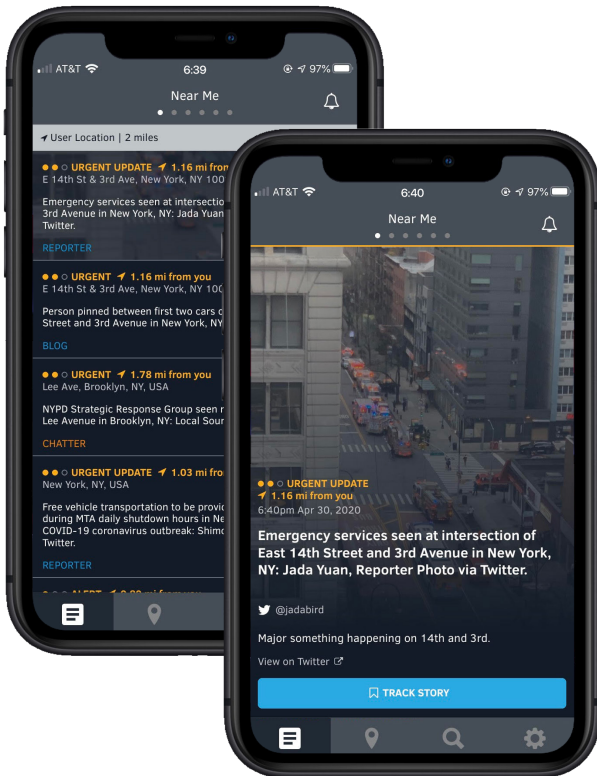 AT&T
6:39
97%
Near Me
User Location | 2 miles
URGENT UPDATE 1.16 mi from
E 14th St & 3rd Ave, New York, NY 100
Emergency services seen at intersectio
3rd Avenue in New York, NY: Jada Yuan
Twitter.
REPORTER
URGENT 1.16 mi from you
E 14th St & 3rd Ave, New York, NY 100
Person pinned between first two cars o
Street and 3rd Avenue in New York, NY
BLOG
URGENT 1.78 mi from you
Lee Ave, Brooklyn, NY, USA
NYPD Strategic Response Group seen
Lee Avenue in Brooklyn, NY: Local Sour
CHATTER
URGENT UPDATE 1.03 mi fro
New York, NY, USA
Free vehicle transportation to be provid
during MTA daily shutdown hours in Ne
COVID-19 coronavirus outbreak: Shimo
Twitter.
REPORTER
AT&T
6:40
97%
Near Me
URGENT UPDATE
1.16 mi from you
6:40pm Apr 30, 2020
Emergency services seen at intersection of
East 14th Street and 3rd Avenue in New York,
NY: Jada Yuan, Reporter Photo via Twitter.
@jadabird
Major something happening on 14th and 3rd.
View on Twitter
TRACK STORY